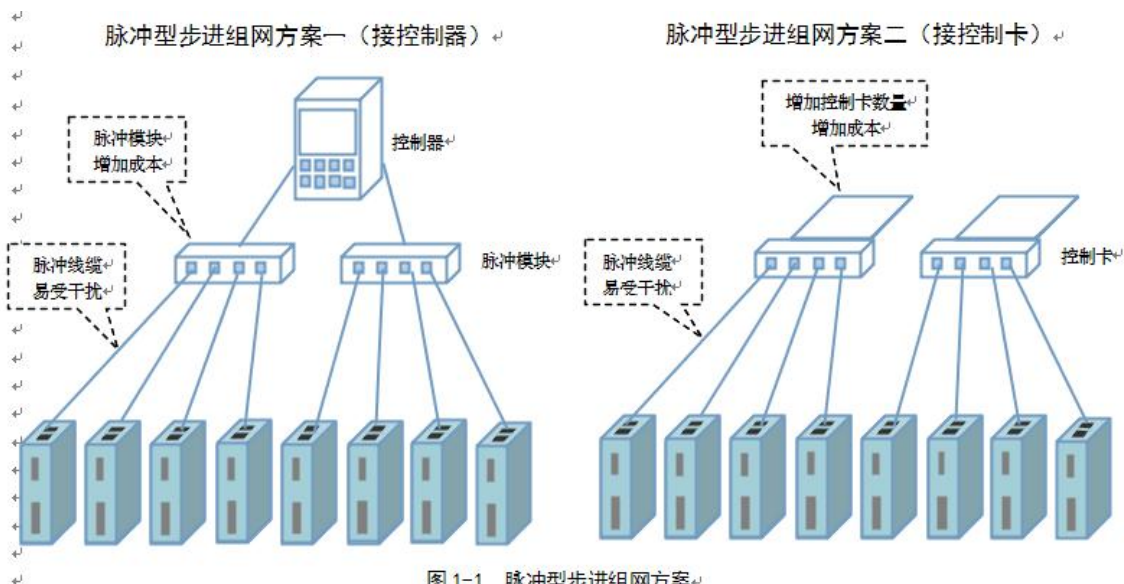 脉冲型步进组网方案一（接控制器）
脉冲型步进组网方案二（接控制卡）
脉冲模块
增加成本
控制器
脉冲线缆
易受干扰
脉冲模块
增加控制卡数量
增加成本
脉冲线缆
易受干扰
控制卡
图 1-1 脉冲型步进组网方案